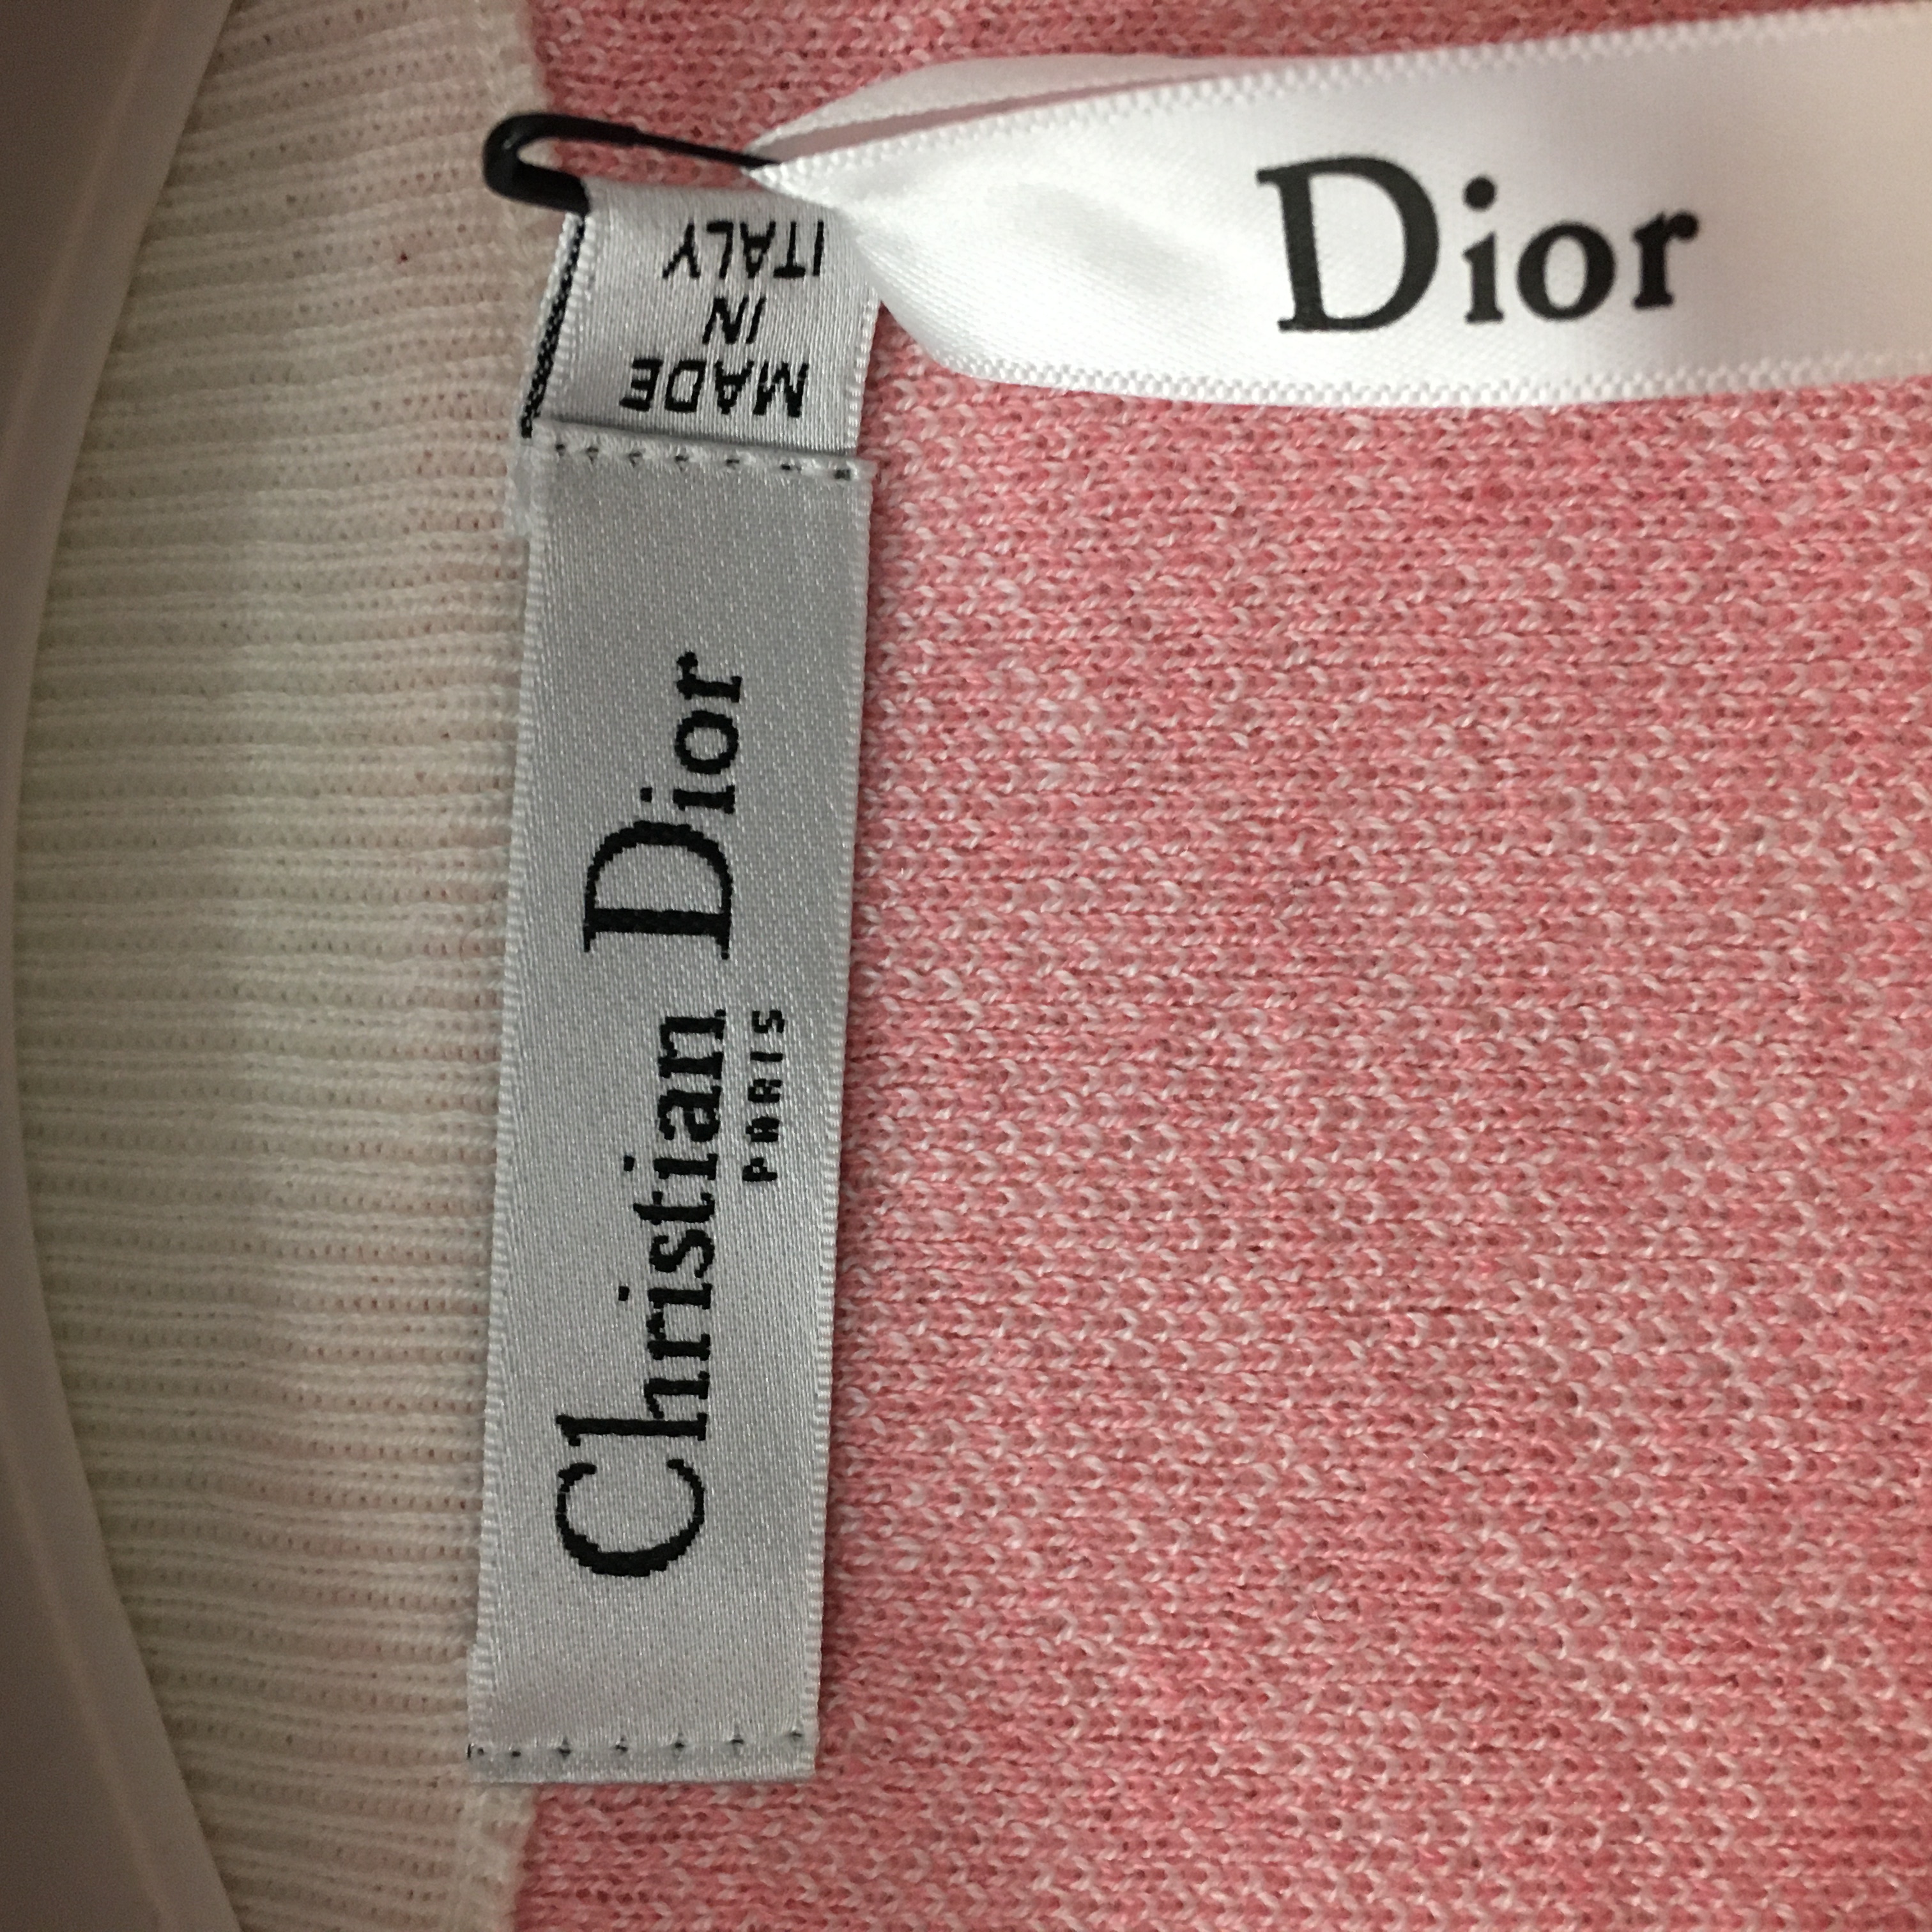 Dior
MADE
IN
ITALY
Christian Dior
PARIS